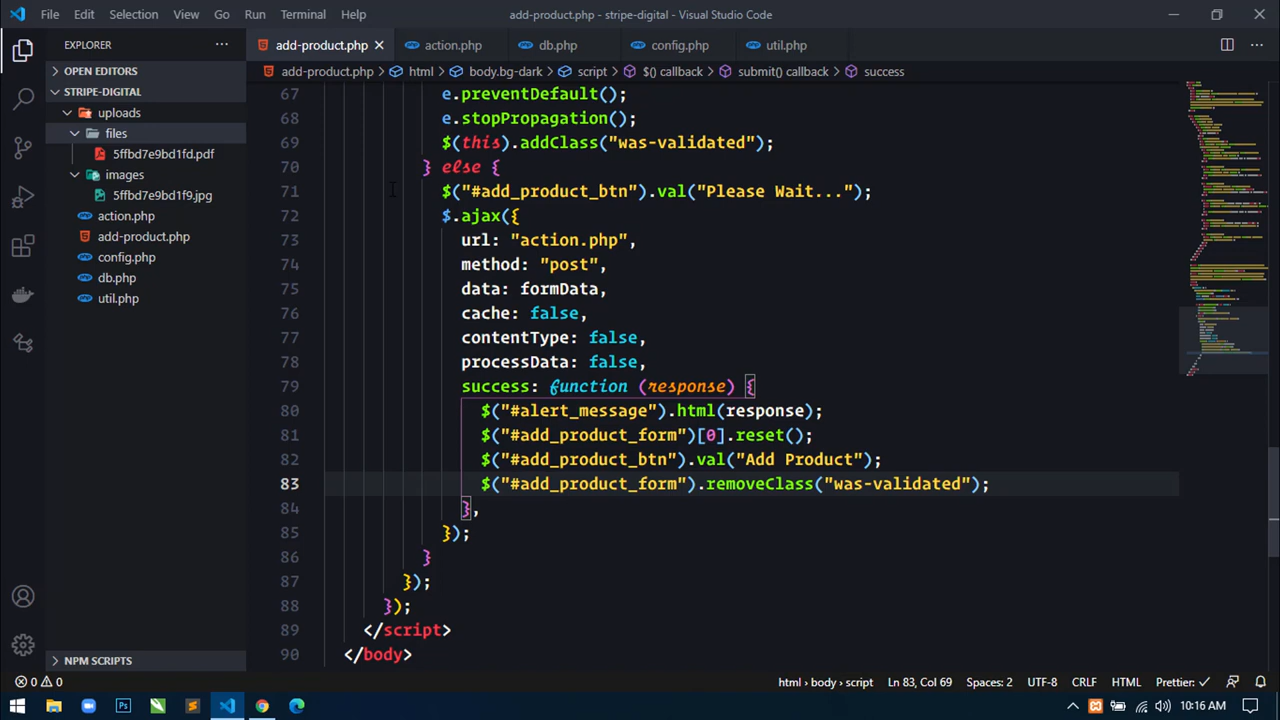 File Edit Selection View Go Run Terminal Help
add-product.php - stripe-digital - Visual Studio Code
EXPLORER
add-product.php
action.php
db.php
config.php
util.php
OPEN EDITORS
add-product.php > html > body.bg-dark > script > $() callback > submit() callback > success
STRIPE-DIGITAL
uploads
files
5ffbd7e9bd1fd.pdf
images
5ffbd7e9bd1f9.jpg
action.php
add-product.php
config.php
db.php
util.php
NPM SCRIPTS
67 e.preventDefault();
68 e.stopPropagation();
69 $(this).addClass("was-validated");
70 } else {
71 $("#add_product_btn").val("Please Wait...");
72 $.ajax({
73 url: "action.php",
74 method: "post",
75 data: formData,
76 cache: false,
77 contentType: false,
78 processData: false,
79 success: function (response) {
80 $("#alert_message").html(response);
81 $("#add_product_form")[0].reset();
82 $("#add_product_btn").val("Add Product");
83 $("#add_product_form").removeClass("was-validated");
84 },
85 });
86 }
87 });
88 });
89 </script>
90 </body>
0 0
html › body › script
Ln 83, Col 69
Spaces: 2
UTF-8
CRLF
HTML
Prettier: ✓
Ps
10:16 AM